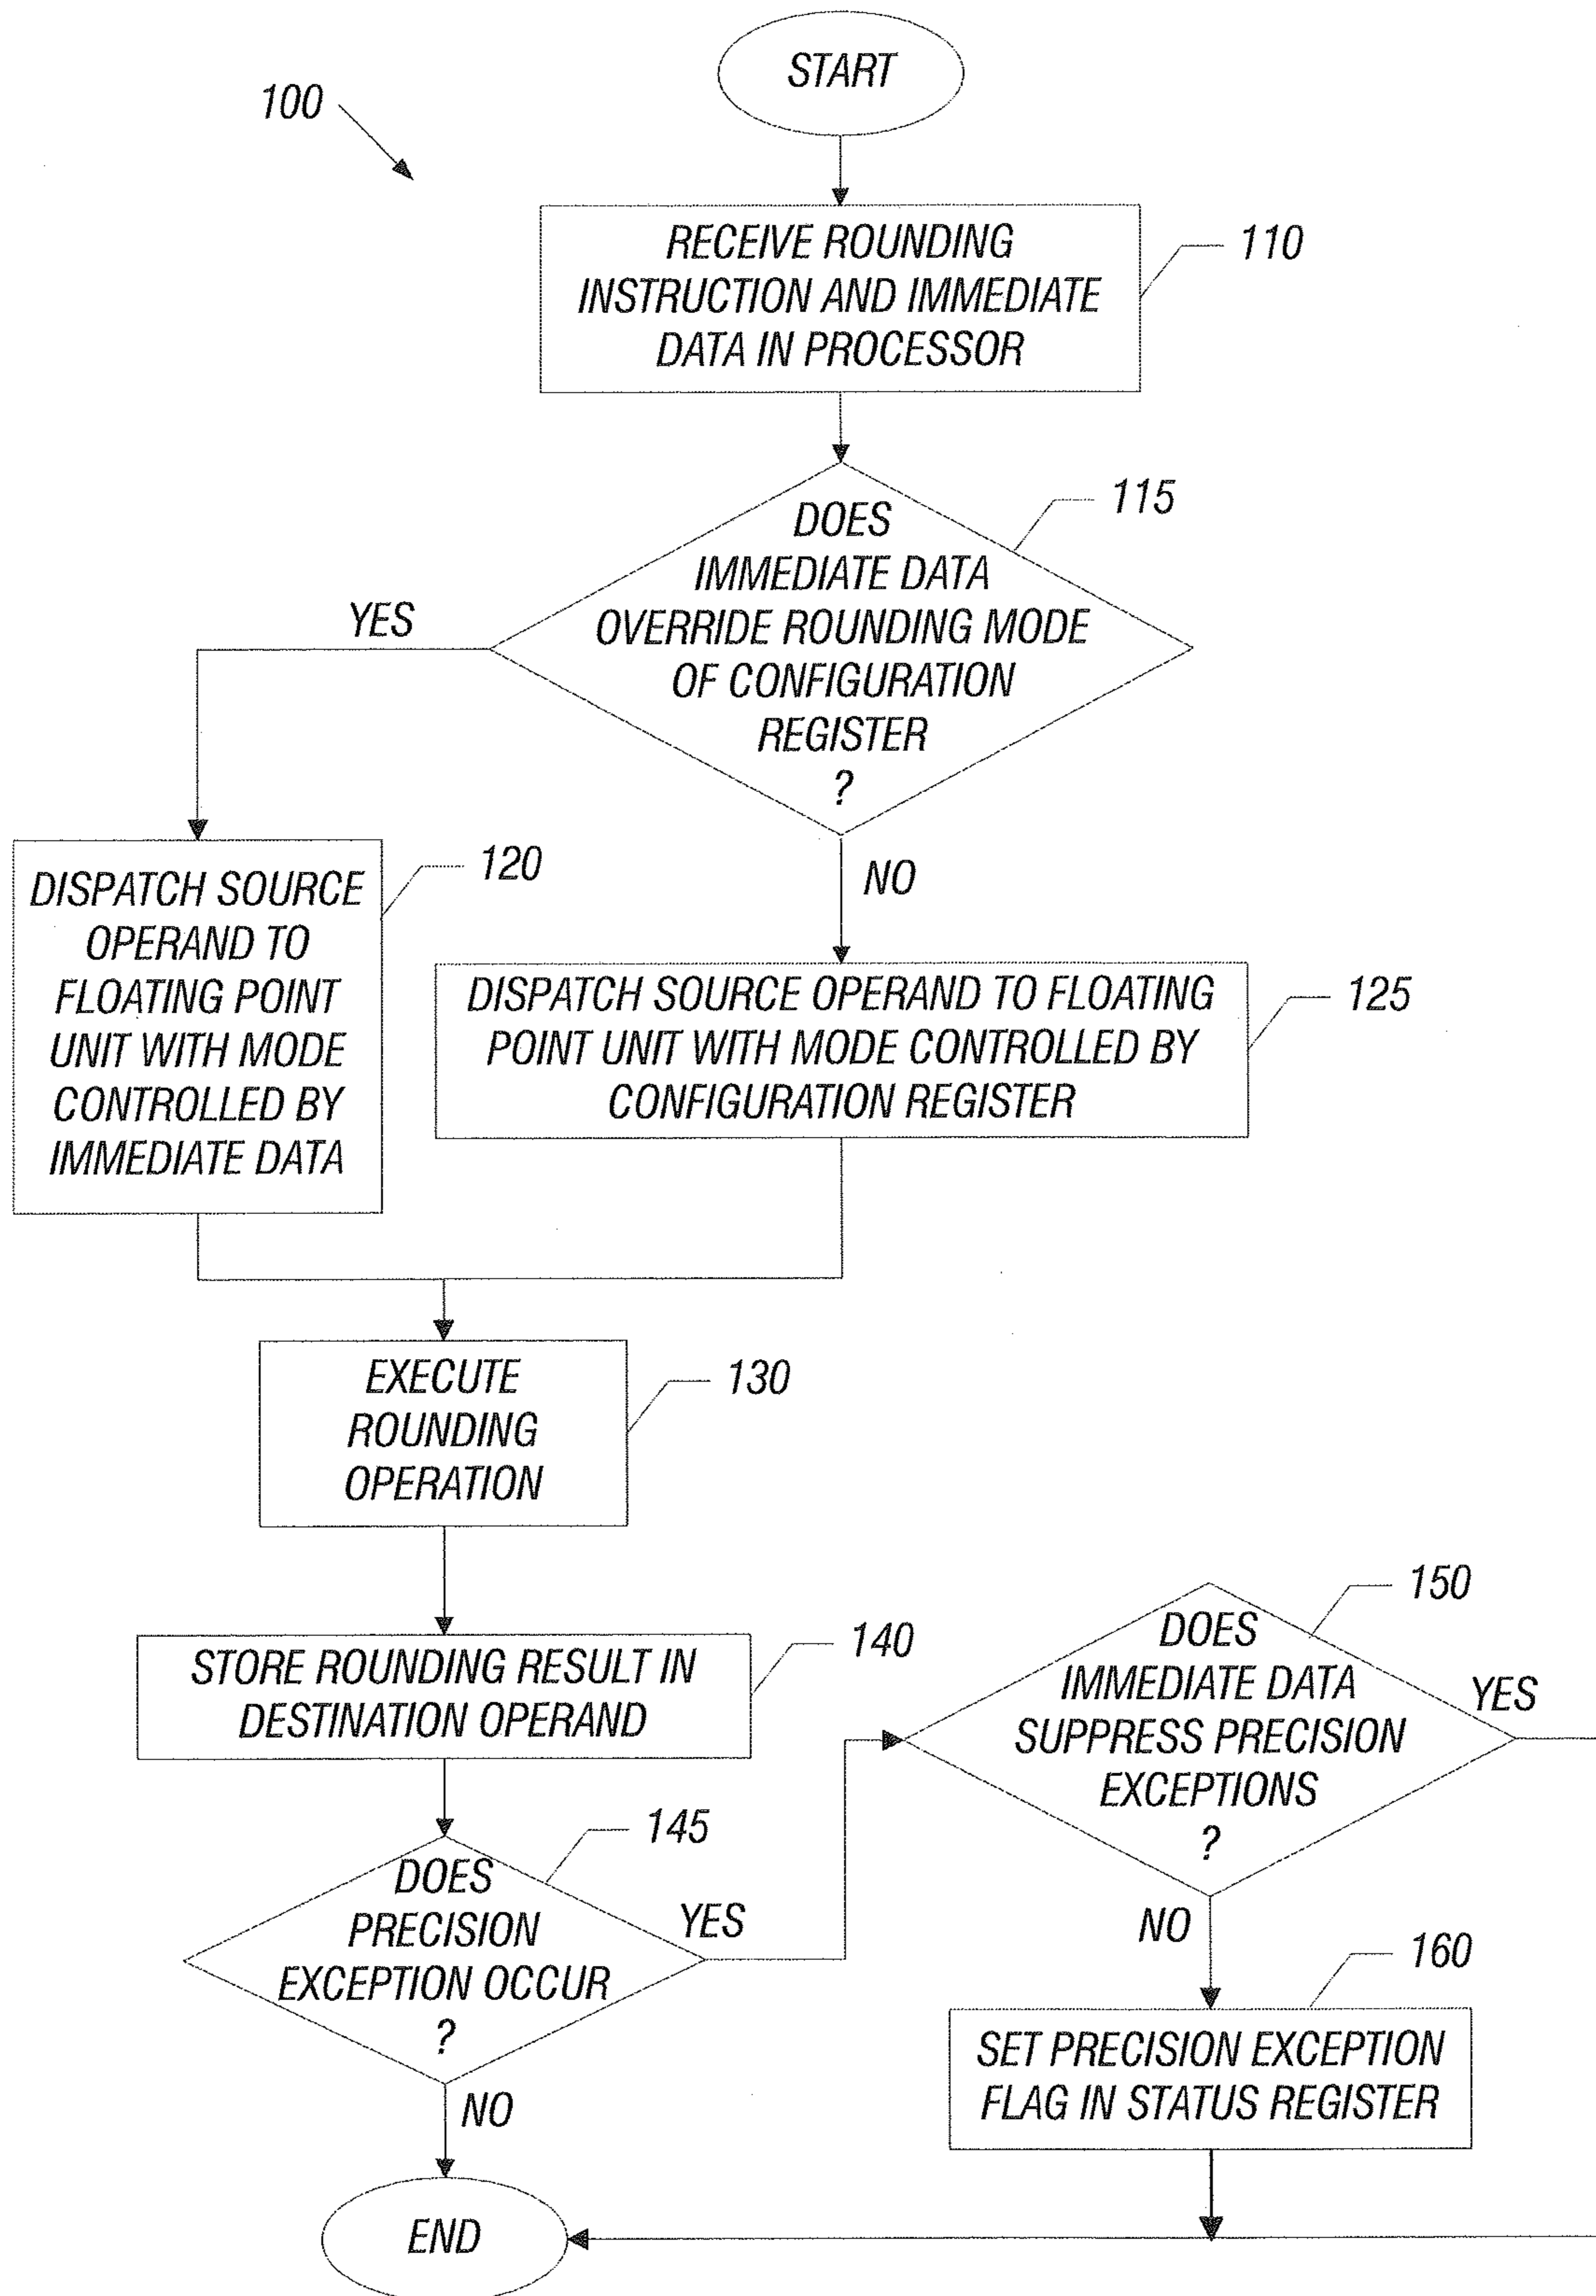 START
100
RECEIVE ROUNDING
INSTRUCTION AND IMMEDIATE
DATA IN PROCESSOR
110
DOES
IMMEDIATE DATA
OVERRIDE ROUNDING MODE
OF CONFIGURATION
REGISTER
?
115
YES
NO
DISPATCH SOURCE
OPERAND TO
FLOATING POINT
UNIT WITH MODE
CONTROLLED BY
IMMEDIATE DATA
120
DISPATCH SOURCE OPERAND TO FLOATING
POINT UNIT WITH MODE CONTROLLED BY
CONFIGURATION REGISTER
125
EXECUTE
ROUNDING
OPERATION
130
STORE ROUNDING RESULT IN
DESTINATION OPERAND
140
DOES
PRECISION
EXCEPTION OCCUR
?
145
YES
NO
DOES
IMMEDIATE DATA
SUPPRESS PRECISION
EXCEPTIONS
?
150
YES
NO
SET PRECISION EXCEPTION
FLAG IN STATUS REGISTER
160
END